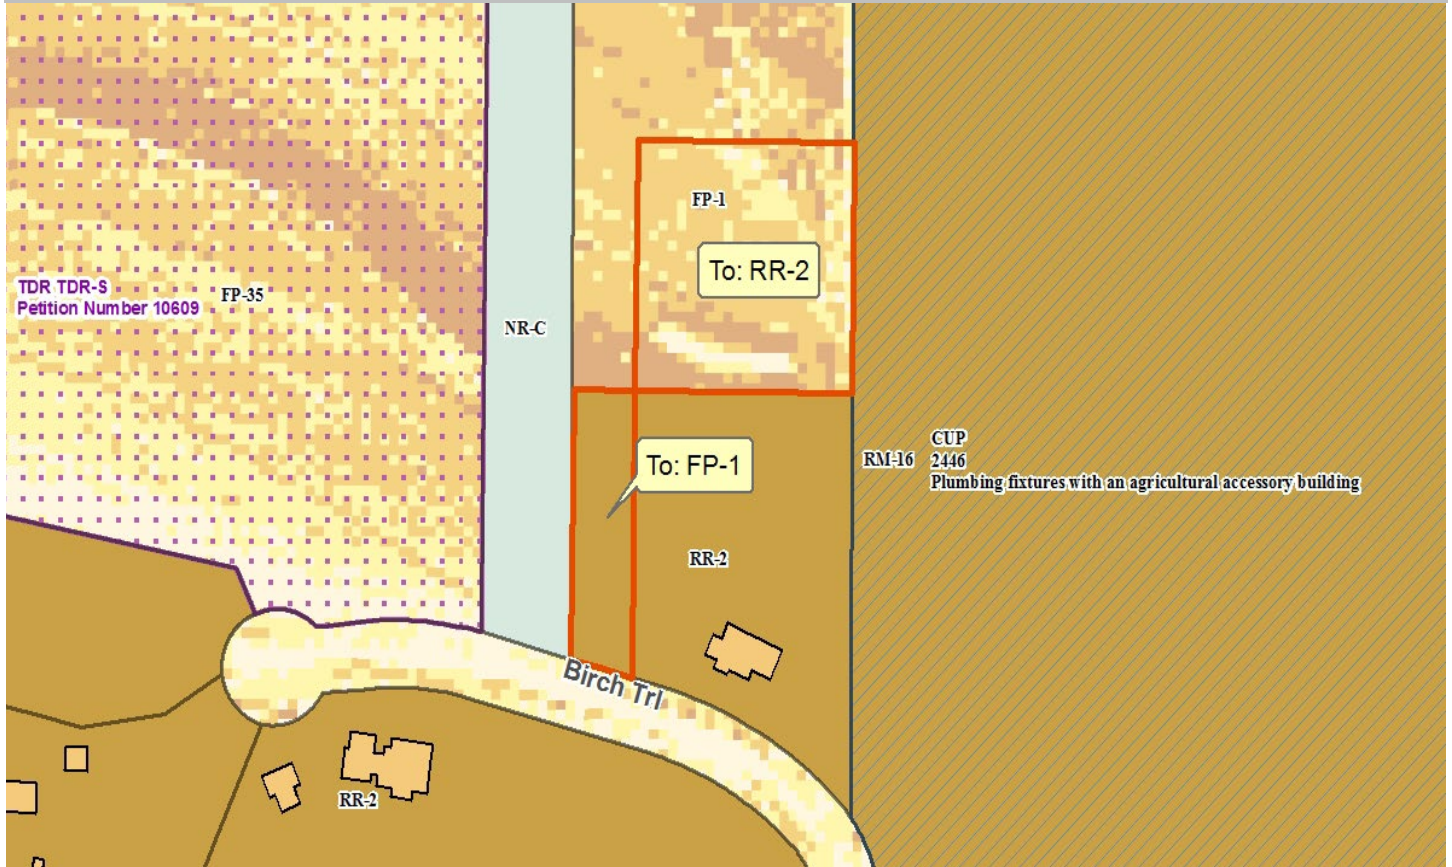 FP-1
To: RR-2
TDR TDR-S
Petition Number 10609
FP-35
NR-C
To: FP-1
RM-16
CUP
2446
Plumbing fixtures with an agricultural accessory building
RR-2
Birch Trl
RR-2